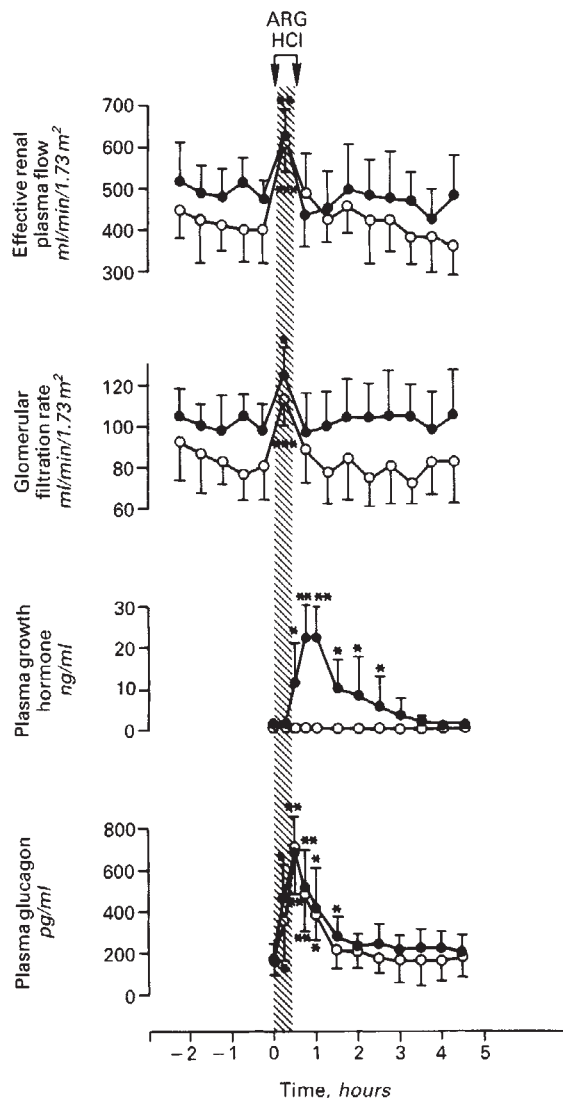 ARG
HCl
Effective renal
plasma flow
ml/min/1.73 m²
700
600
500
400
300
**
***
Glomerular
filtration rate
ml/min/1.73 m²
120
100
80
60
*
***
Plasma growth
hormone
ng/ml
30
20
10
0
*
** **
*
*
*
Plasma glucagon
pg/ml
800
600
400
200
0
*
**
**
*
*
**
**
*
*
−2 −1 0 1 2 3 4 5
Time, hours